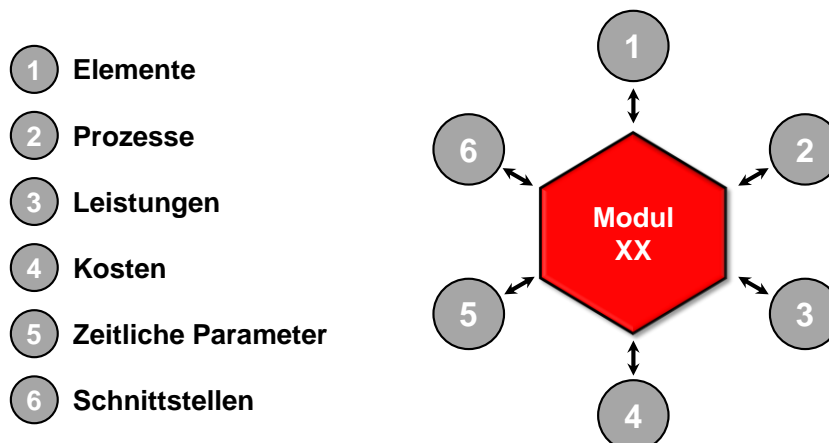 1 Elemente
2 Prozesse
3 Leistungen
4 Kosten
5 Zeitliche Parameter
6 Schnittstellen
1
6
2
Modul
XX
5
3
4